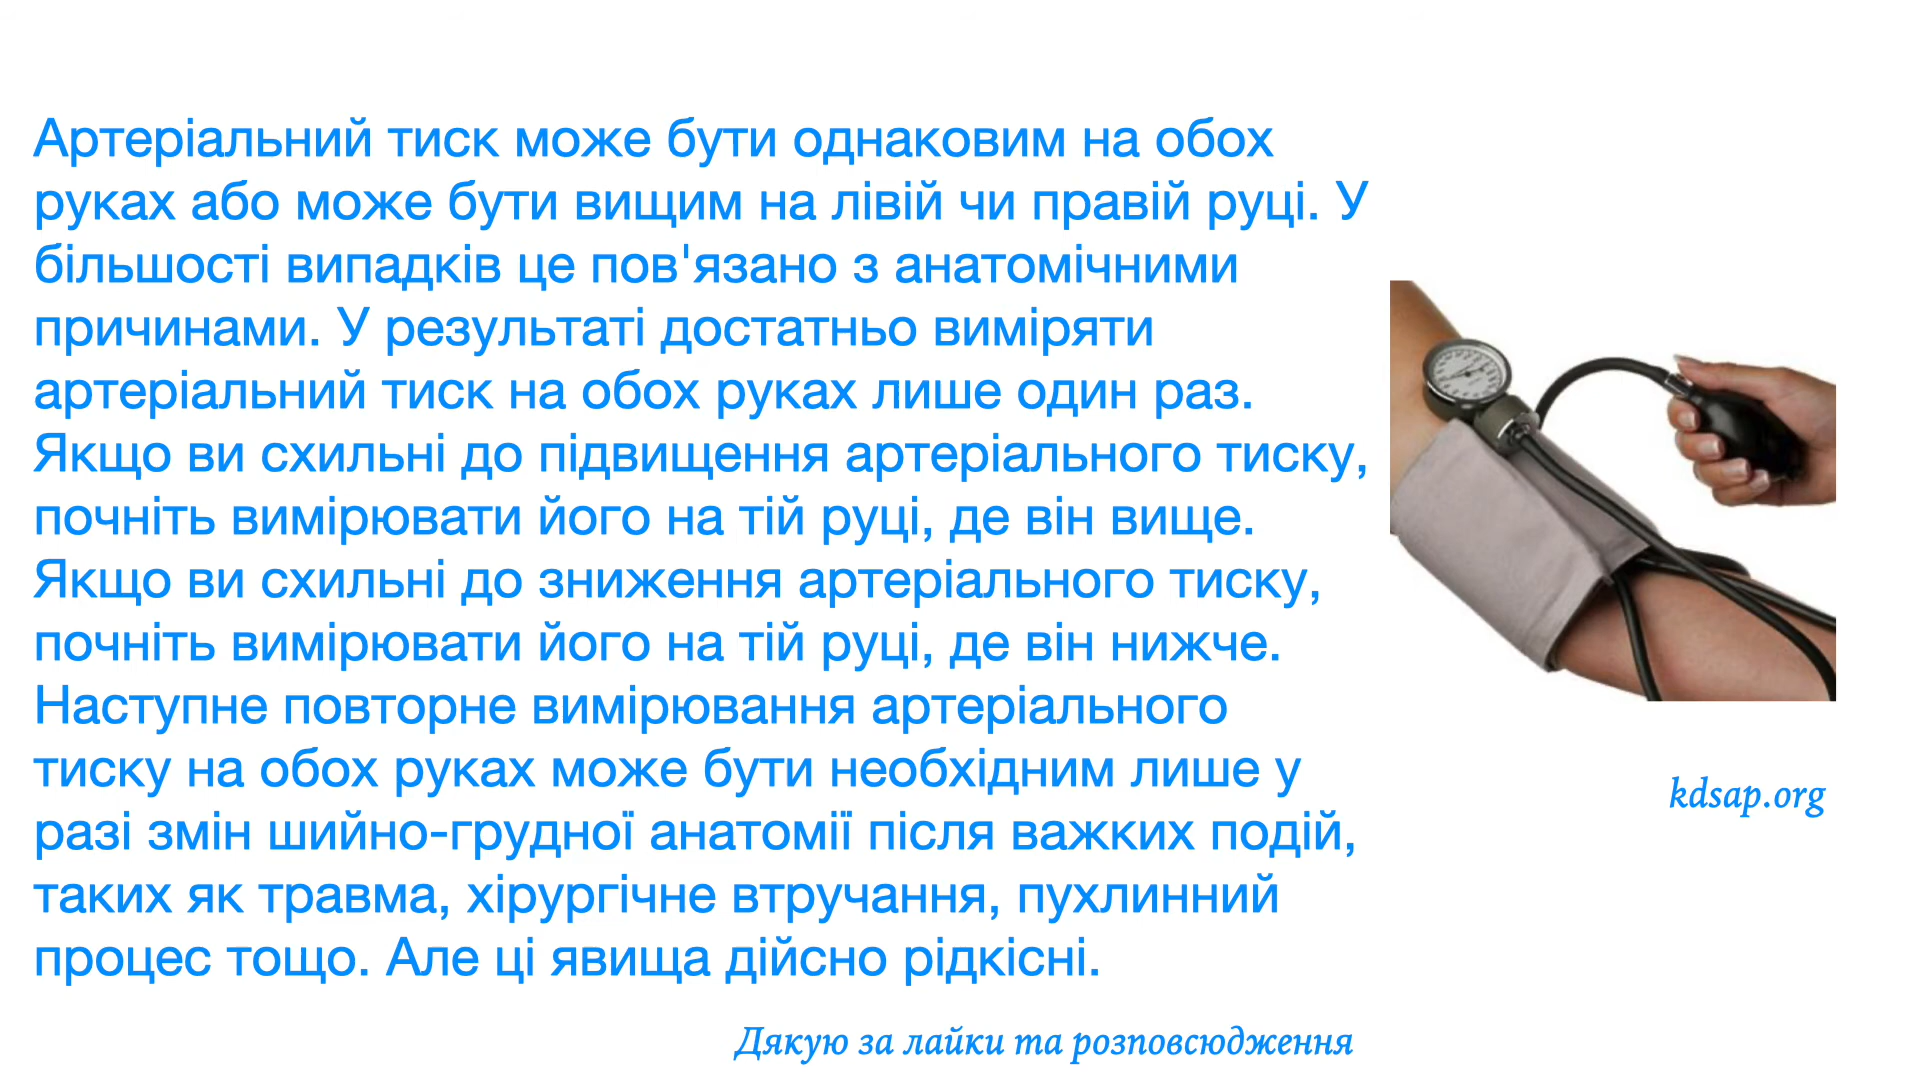 Артеріальний тиск може бути однаковим на обох
руках або може бути вищим на лівій чи правій руці. У
більшості випадків це пов'язано з анатомічними
причинами. У результаті достатньо виміряти
артеріальний тиск на обох руках лише один раз.
Якщо ви схильні до підвищення артеріального тиску,
почніть вимірювати його на тій руці, де він вище.
Якщо ви схильні до зниження артеріального тиску,
почніть вимірювати його на тій руці, де він нижче.
Наступне повторне вимірювання артеріального
тиску на обох руках може бути необхідним лише у
разі змін шийно-грудної анатомії після важких подій,
таких як травма, хірургічне втручання, пухлинний
процес тощо. Але ці явища дійсно рідкісні.
kdsap.org
Дякую за лайки та розповсюдження